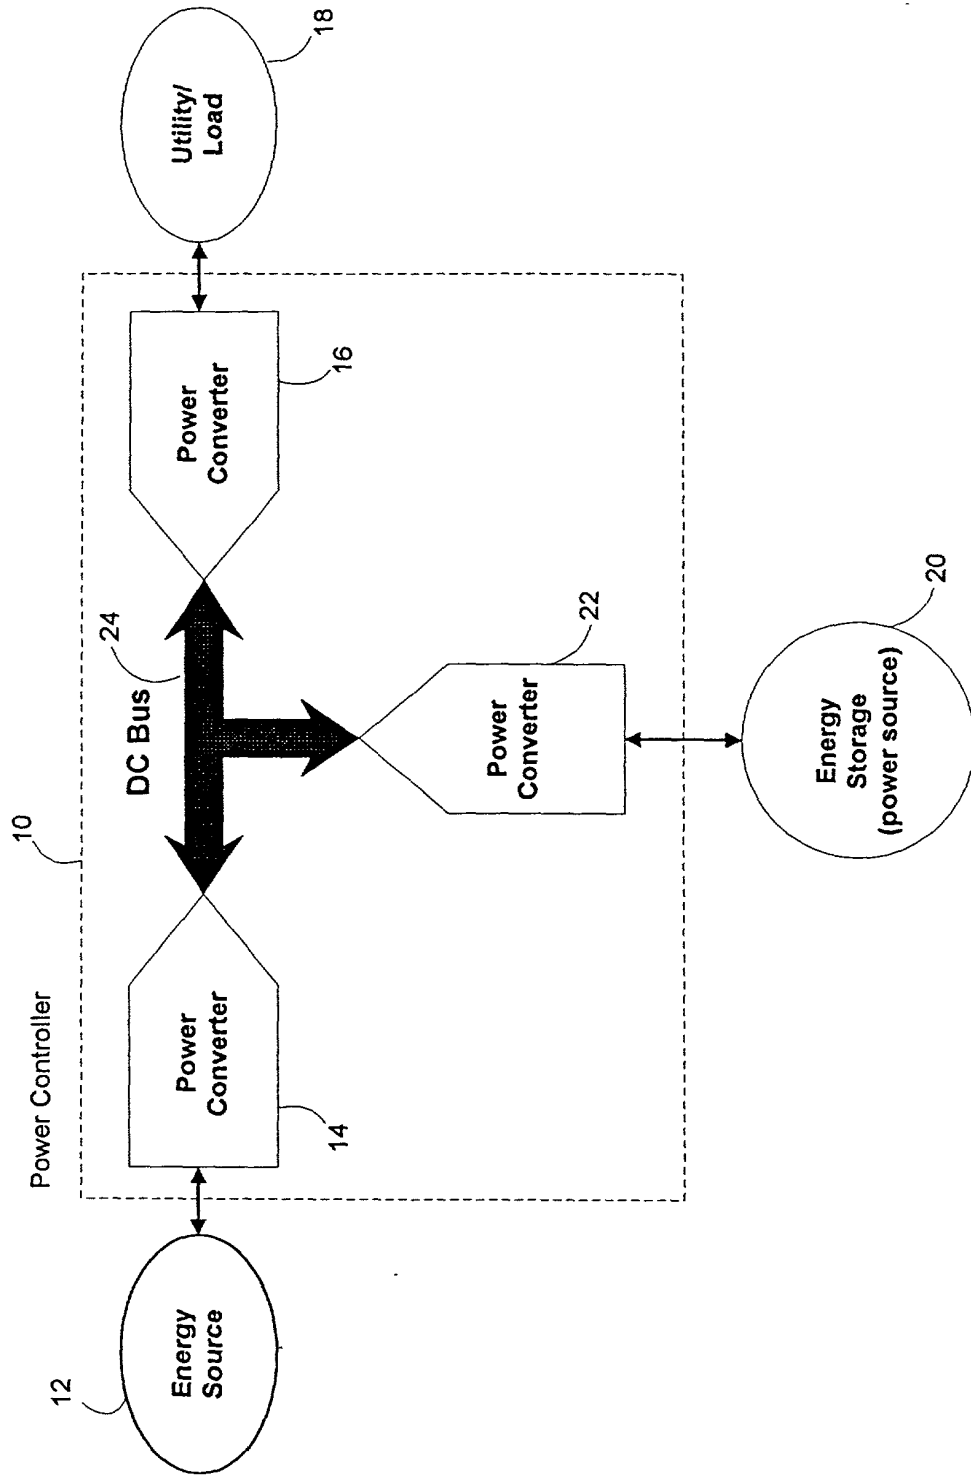 Power Controller
10
12
Energy
Source
14
Power
Converter
DC Bus
24
Power
Converter
16
Utility/
Load
18
Power
Converter
22
Energy
Storage
(power source)
20